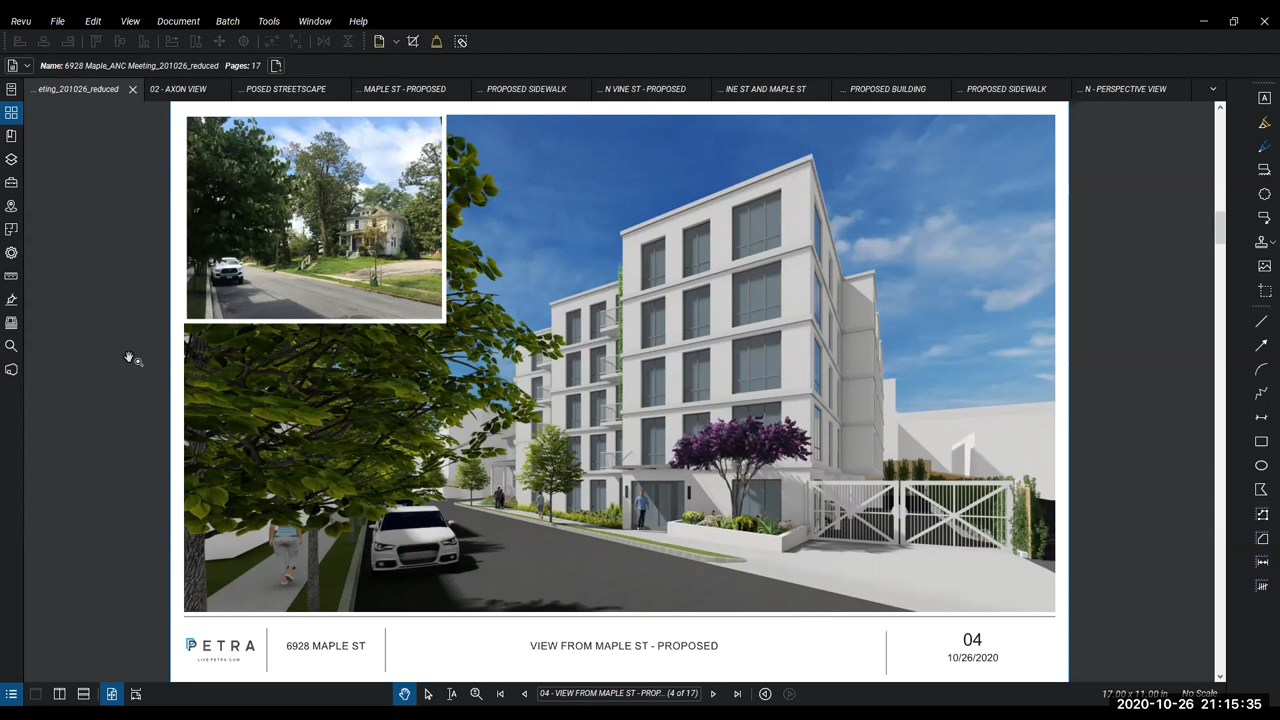 Revu File Edit View Document Batch Tools Window Help
Name: 6928 Maple_ANC Meeting_201026_reduced Pages: 17
... eting_201026_reduced 02 - AXON VIEW ... POSED STREETSCAPE ... MAPLE ST - PROPOSED ... PROPOSED SIDEWALK ... N VINE ST - PROPOSED ... INE ST AND MAPLE ST ... PROPOSED BUILDING ... PROPOSED SIDEWALK ... N - PERSPECTIVE VIEW
PETRA
LIVEPETRA.COM
6928 MAPLE ST
VIEW FROM MAPLE ST - PROPOSED
04
10/26/2020
04 - VIEW FROM MAPLE ST - PROP... (4 of 17)
17.00 x 11.00 in No Scale
2020-10-26 21:15:35